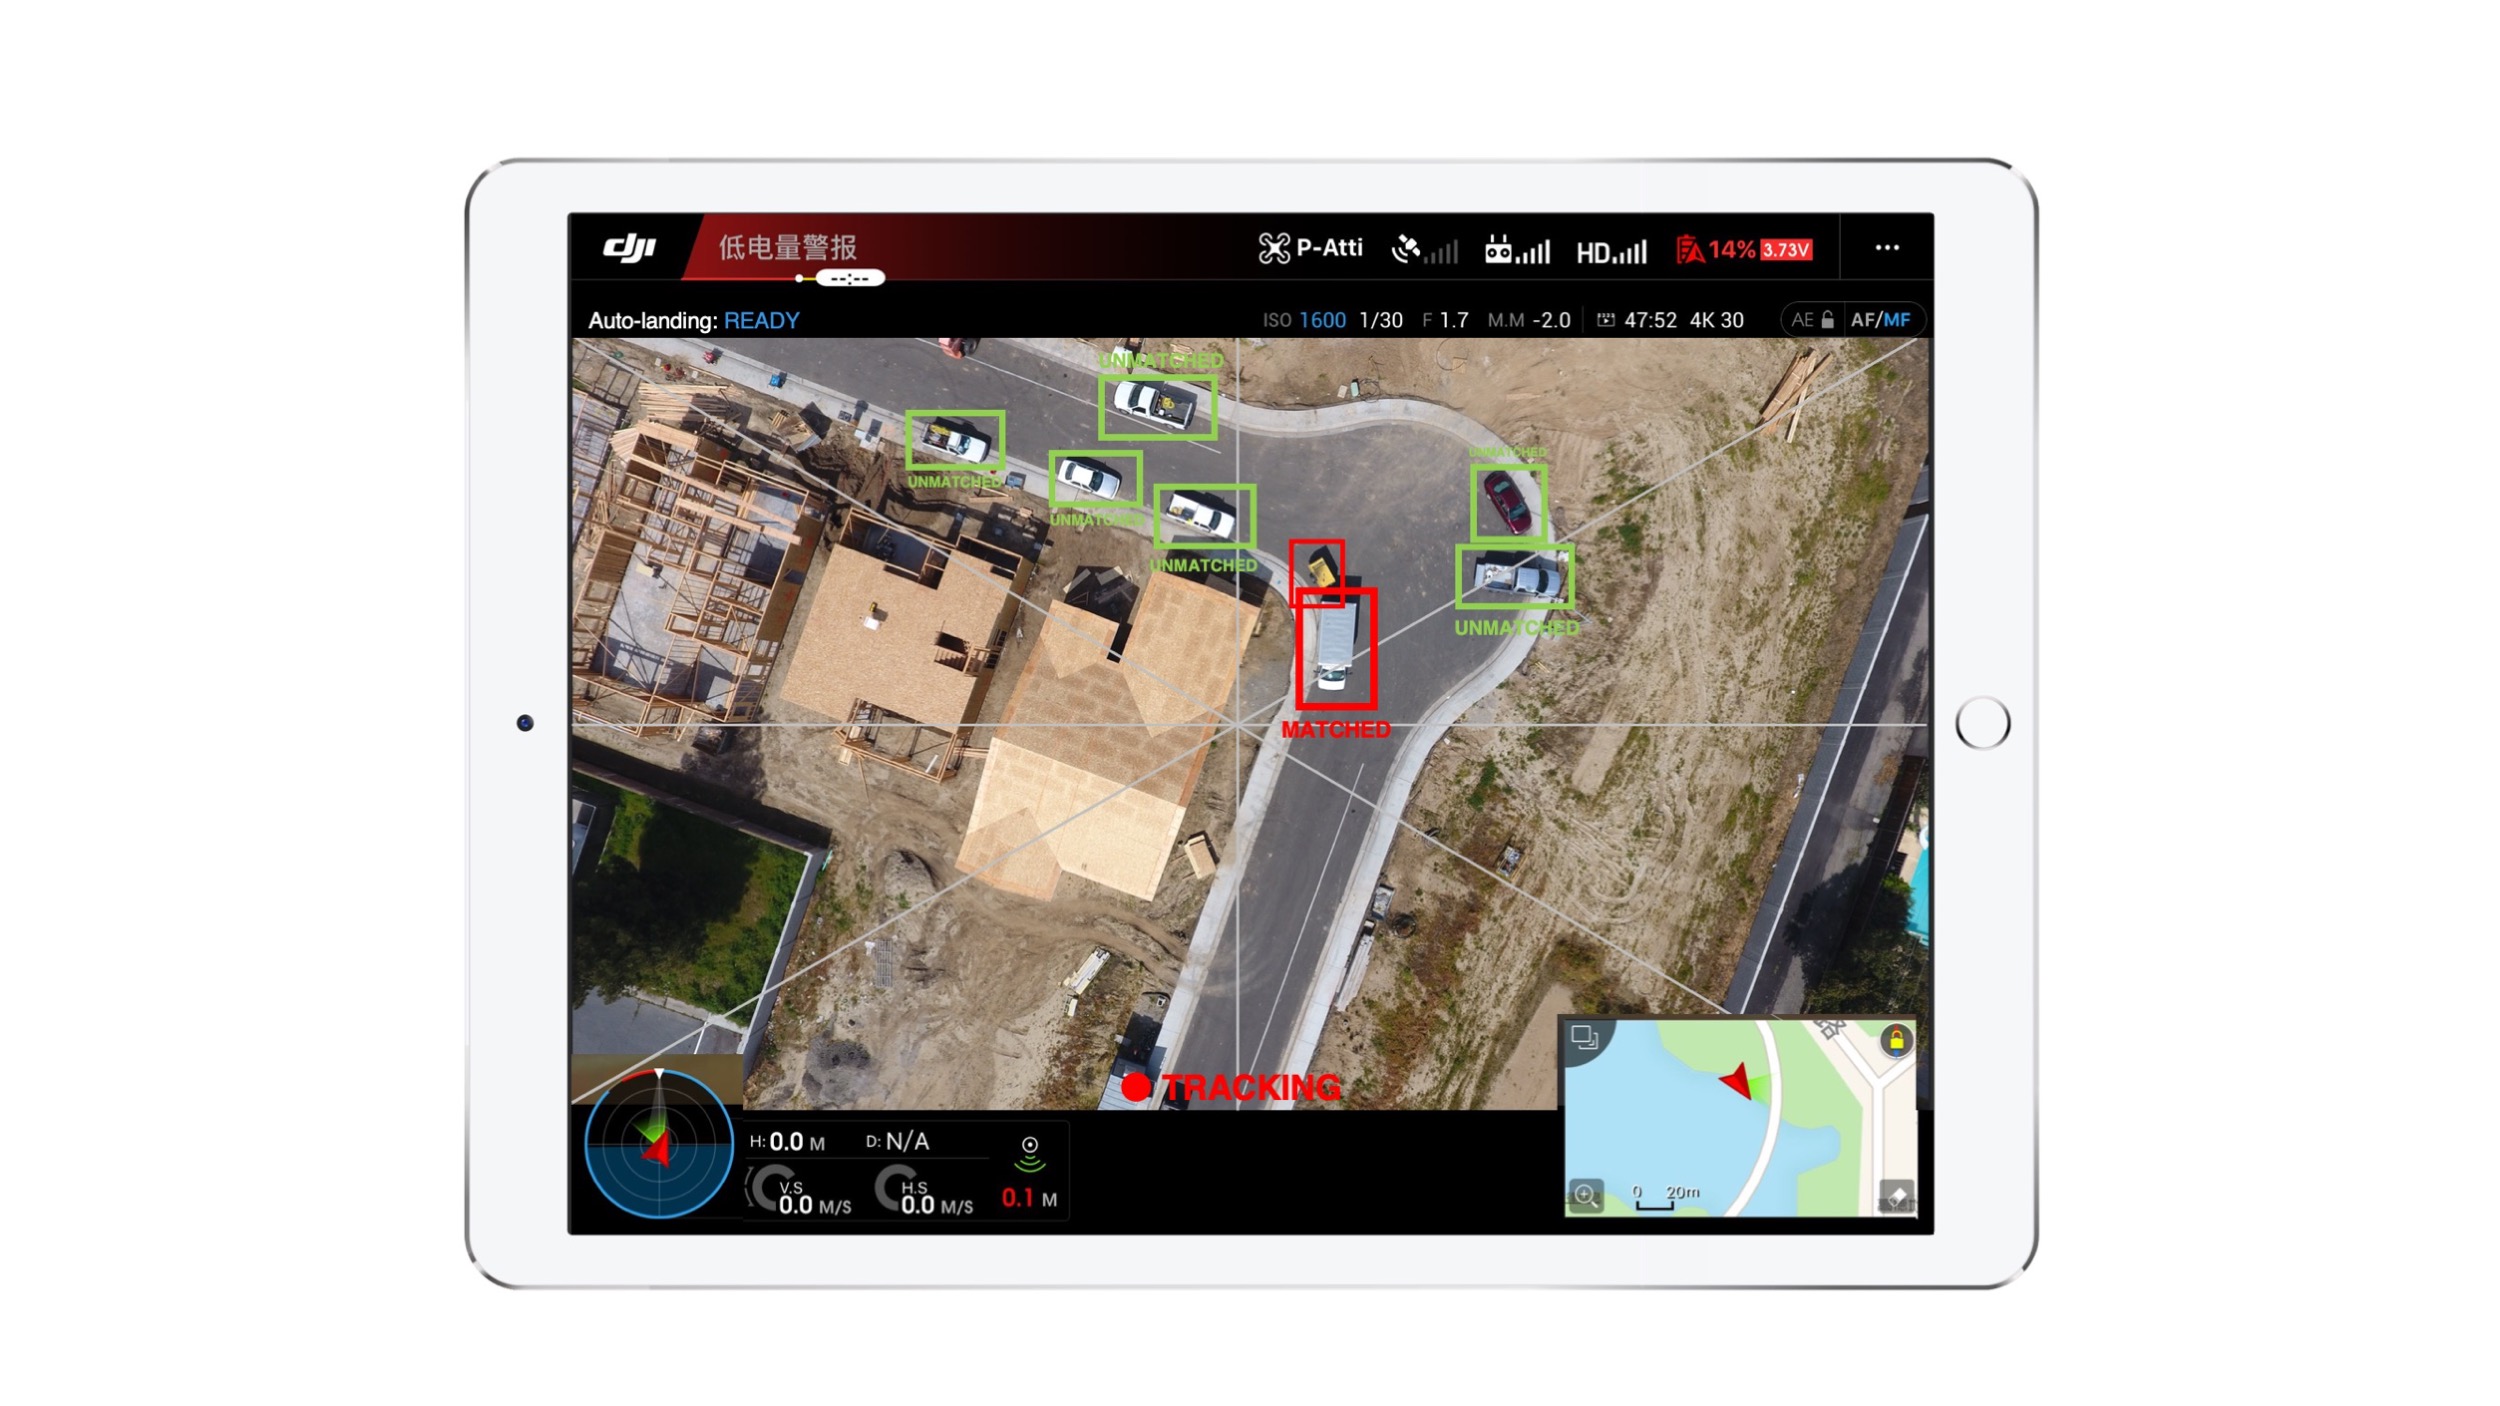 dji
低电量警报
P-Atti
HD
14%
3.73V
Auto-landing: READY
ISO 1600 1/30 F 1.7 M.M -2.0 47:52 4K 30 AE AF/MF
UNMATCHED
UNMATCHED
UNMATCHED
UNMATCHED
UNMATCHED
UNMATCHED
MATCHED
TRACKING
路
H: 0.0 M D: N/A
V.S 0.0 M/S
H.S 0.0 M/S
0.1 M
0 20m